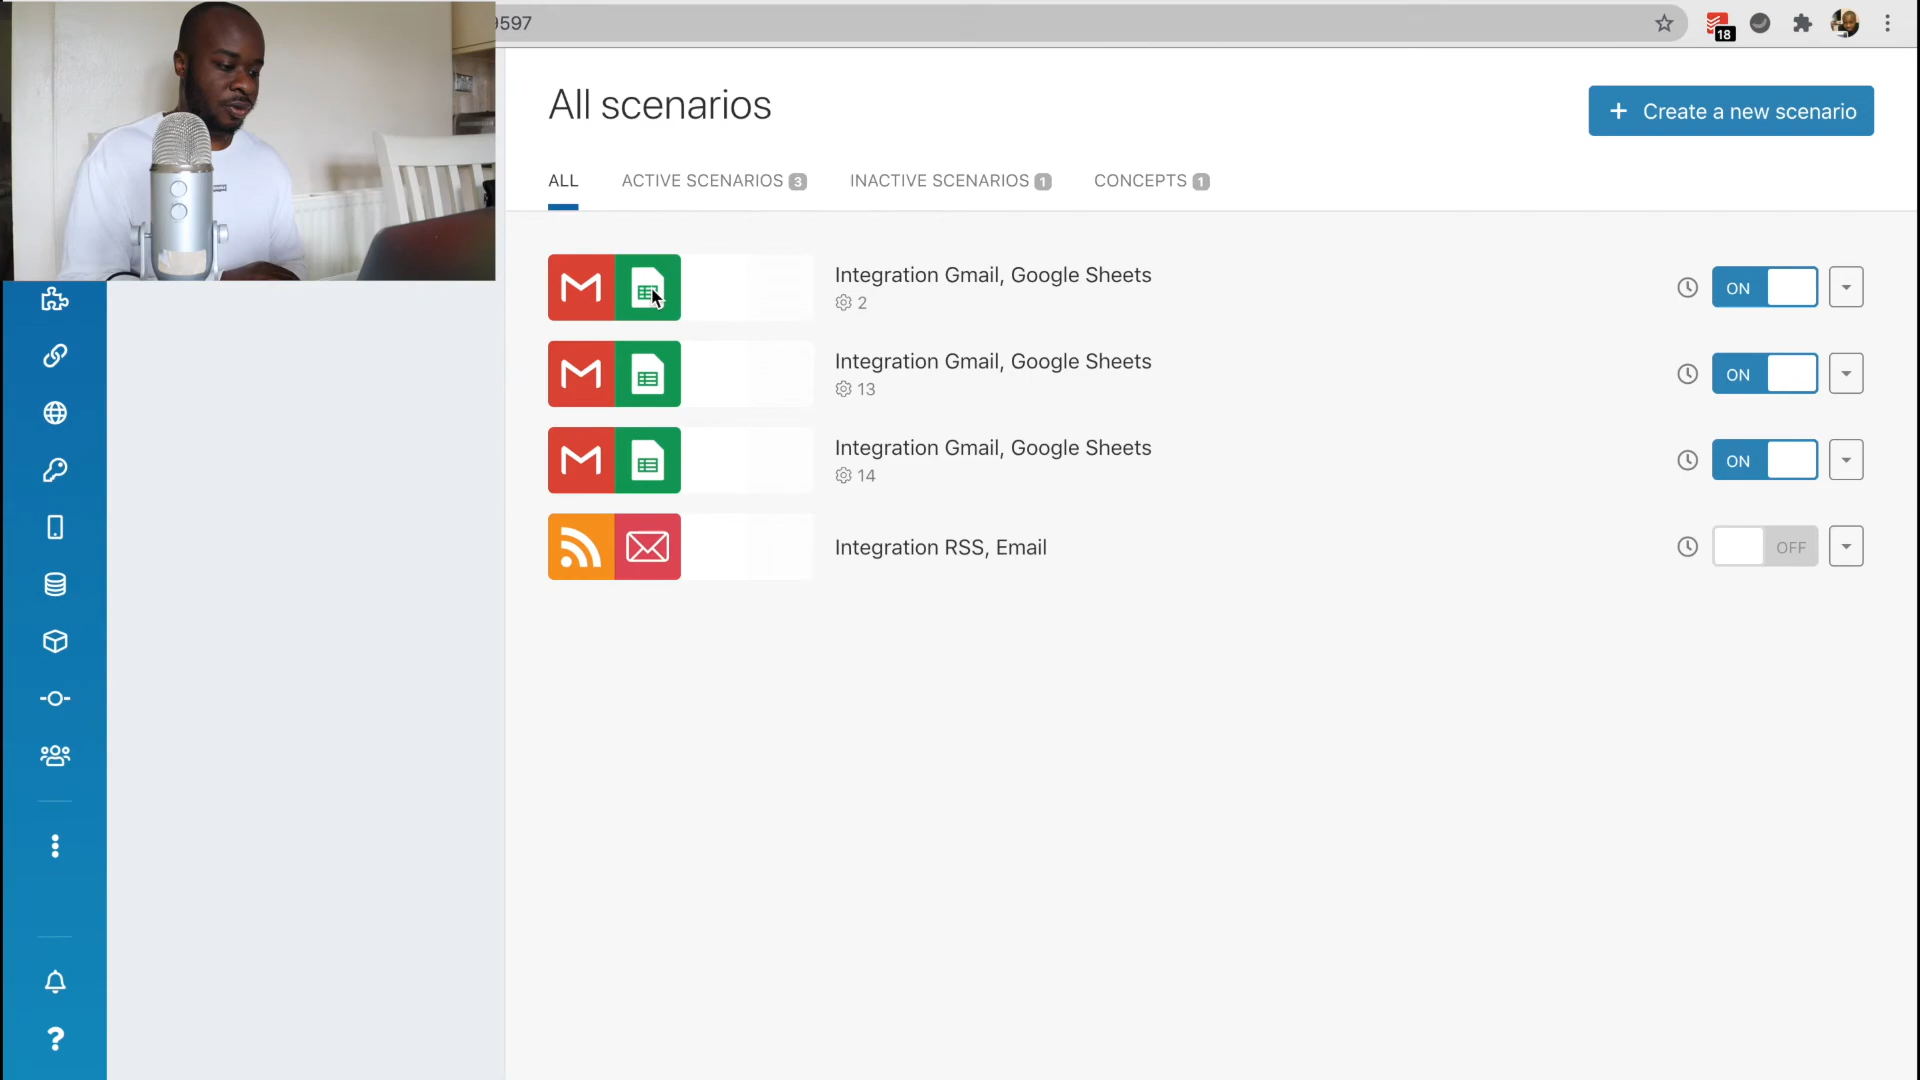 9597
18
All scenarios
+ Create a new scenario
ALL
ACTIVE SCENARIOS 3
INACTIVE SCENARIOS 1
CONCEPTS 1
Integration Gmail, Google Sheets
2
ON
Integration Gmail, Google Sheets
13
ON
Integration Gmail, Google Sheets
14
ON
Integration RSS, Email
OFF
?